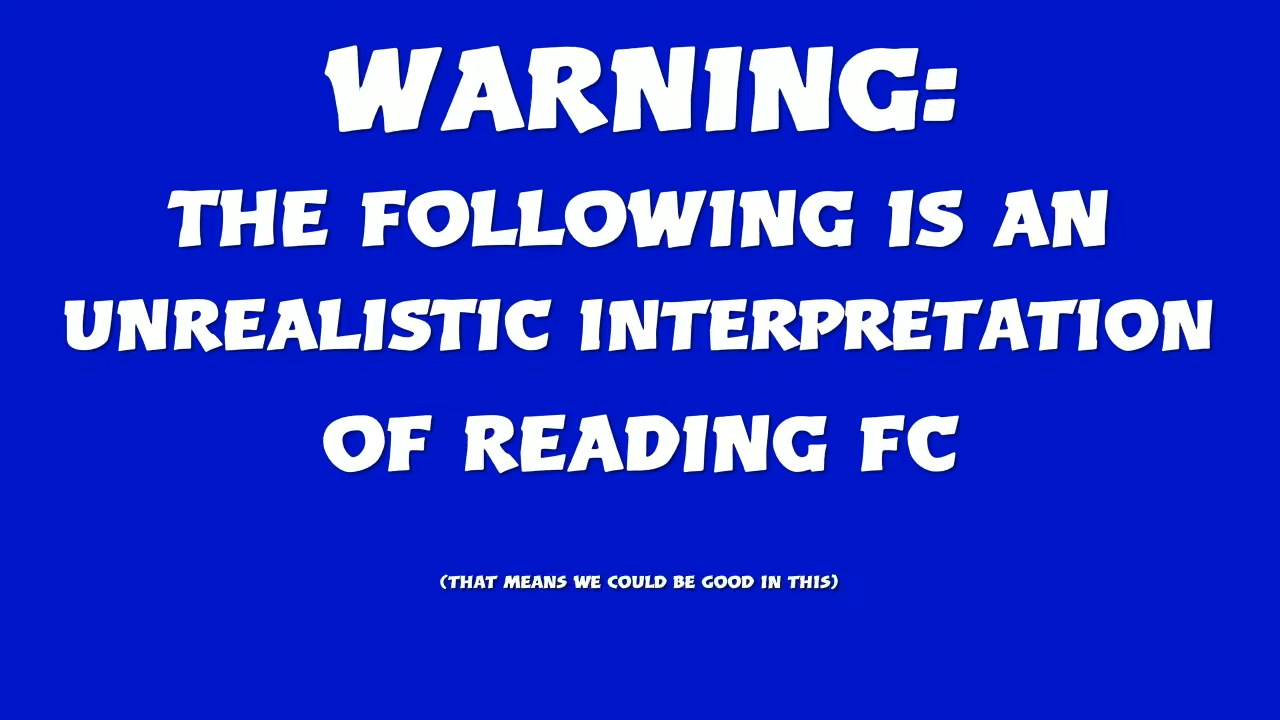 WARNING:
THE FOLLOWING IS AN
UNREALISTIC INTERPRETATION
OF READING FC
(THAT MEANS WE COULD BE GOOD IN THIS)